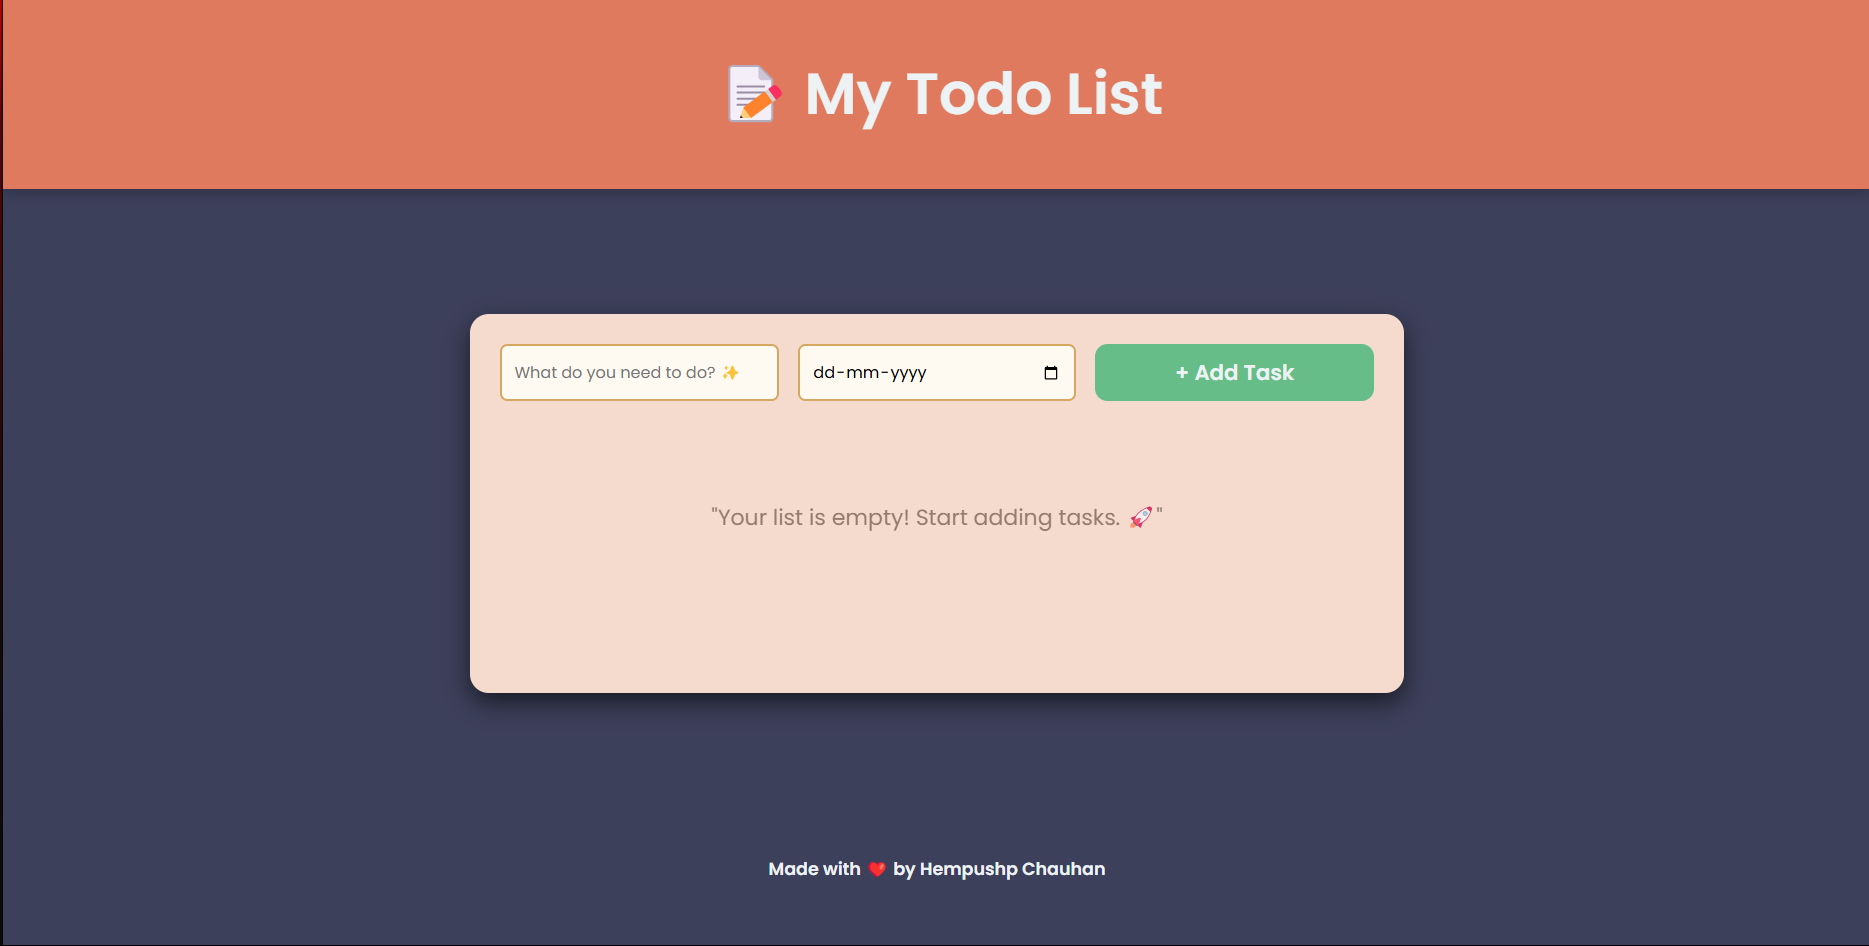 📝 My Todo List
What do you need to do? ✨
dd-mm-yyyy
+ Add Task
"Your list is empty! Start adding tasks. 🚀"
Made with ❤️ by Hempushp Chauhan